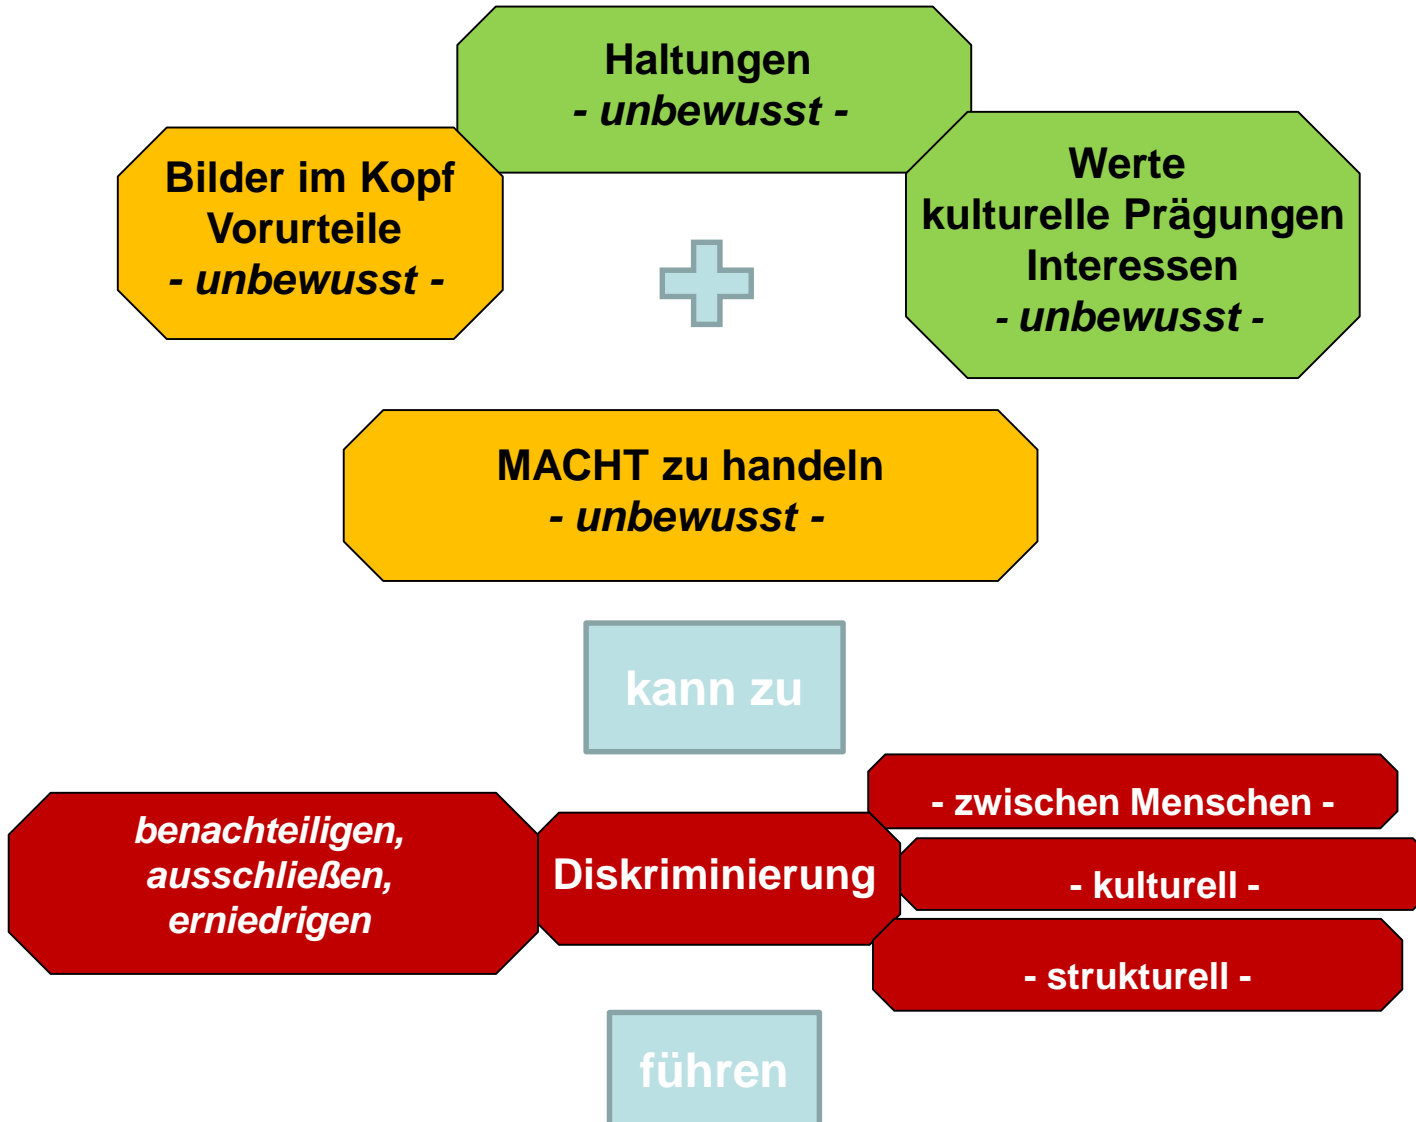 Haltungen
- unbewusst -
Bilder im Kopf
Vorurteile
- unbewusst -
Werte
kulturelle Prägungen
Interessen
- unbewusst -
MACHT zu handeln
- unbewusst -
kann zu
benachteiligen,
ausschließen,
erniedrigen
Diskriminierung
- zwischen Menschen -
- kulturell -
- strukturell -
führen